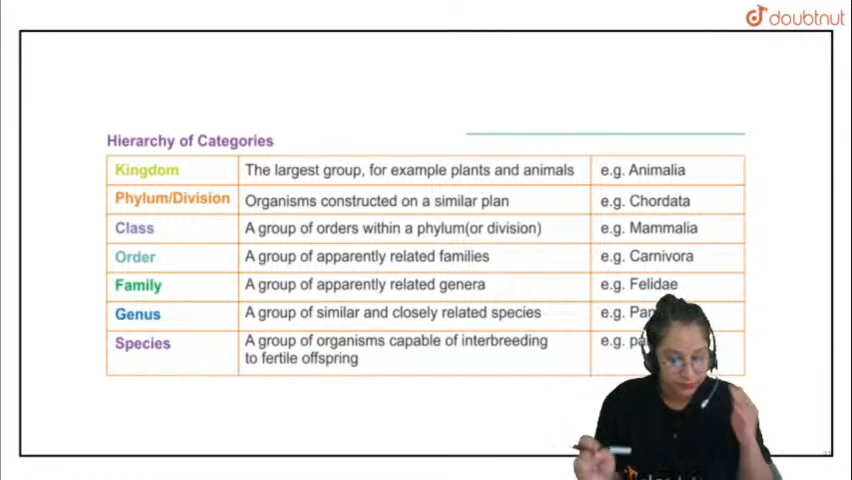 doubtnut
Hierarchy of Categories
Kingdom The largest group, for example plants and animals e.g. Animalia
Phylum/Division Organisms constructed on a similar plan e.g. Chordata
Class A group of orders within a phylum(or division) e.g. Mammalia
Order A group of apparently related families e.g. Carnivora
Family A group of apparently related genera e.g. Felidae
Genus A group of similar and closely related species e.g.
Species A group of organisms capable of interbreeding e.g.
to fertile offspring